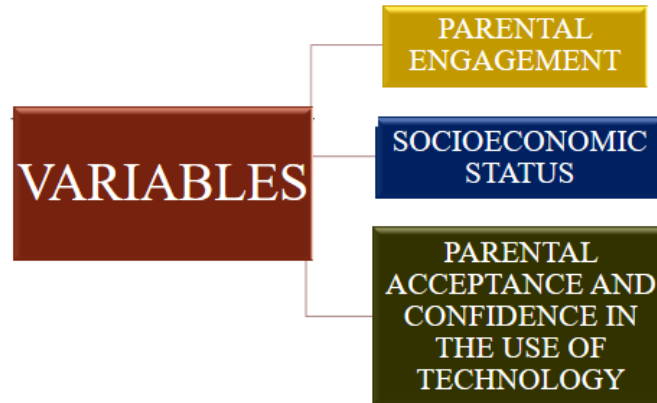 VARIABLES
PARENTAL
ENGAGEMENT
SOCIOECONOMIC
STATUS
PARENTAL
ACCEPTANCE AND
CONFIDENCE IN
THE USE OF
TECHNOLOGY